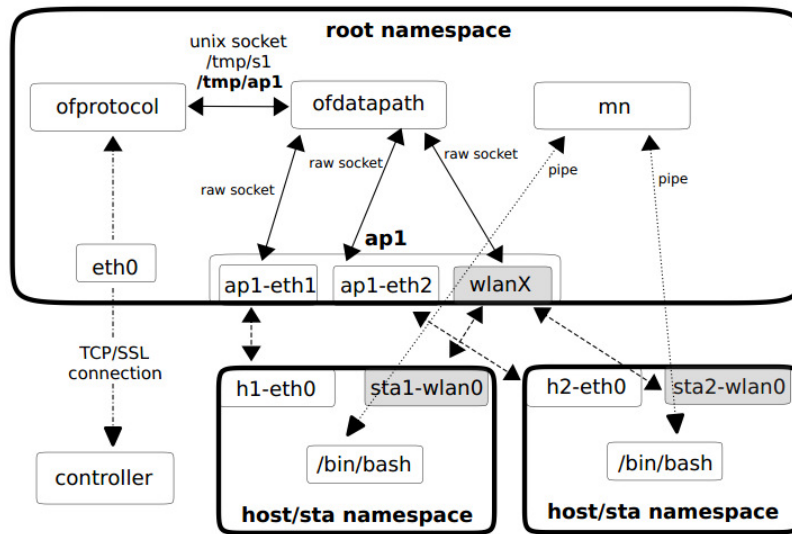 root namespace
unix socket
/tmp/s1
/tmp/ap1
ofprotocol
ofdatapath
mn
raw socket
raw socket
raw socket
pipe
pipe
ap1
eth0
ap1-eth1
ap1-eth2
wlanX
TCP/SSL
connection
h1-eth0
sta1-wlan0
h2-eth0
sta2-wlan0
controller
/bin/bash
/bin/bash
host/sta namespace
host/sta namespace